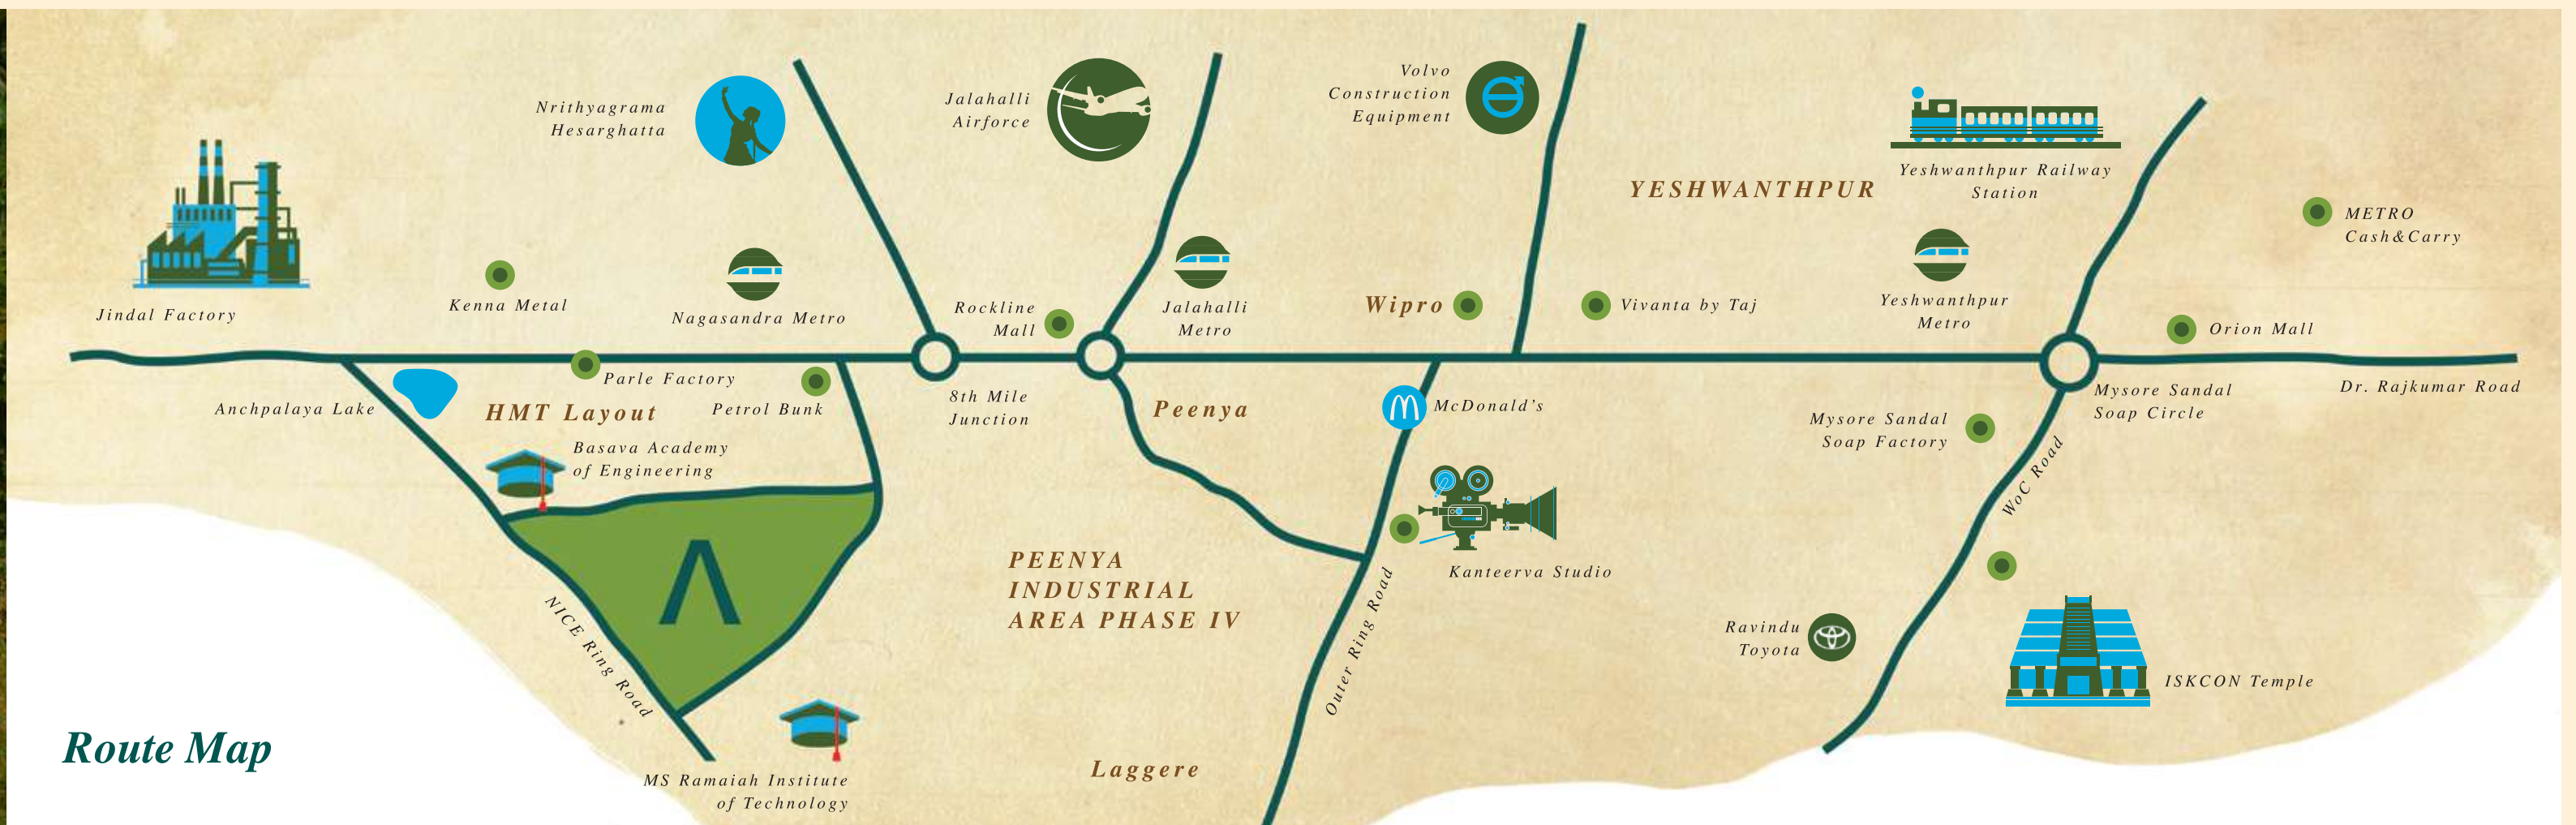 Nrithyagrama
Hesarghatta
Jalahalli
Airforce
Volvo
Construction
Equipment
YESHWANTHPUR
Yeshwanthpur Railway
Station
METRO
Cash&Carry
Jindal Factory
Kenna Metal
Nagasandra Metro
Rockline
Mall
Jalahalli
Metro
Wipro
Vivanta by Taj
Yeshwanthpur
Metro
Orion Mall
Anchpalaya Lake
Parle Factory
HMT Layout
Petrol Bunk
8th Mile
Junction
Peenya
McDonald's
Mysore Sandal
Soap Factory
Mysore Sandal
Soap Circle
Dr. Rajkumar Road
Basava Academy
of Engineering
WoC Road
PEENYA
INDUSTRIAL
AREA PHASE IV
Kanteerva Studio
NICE Ring Road
Outer Ring Road
Ravindu
Toyota
ISKCON Temple
Route Map
MS Ramaiah Institute
of Technology
Laggere